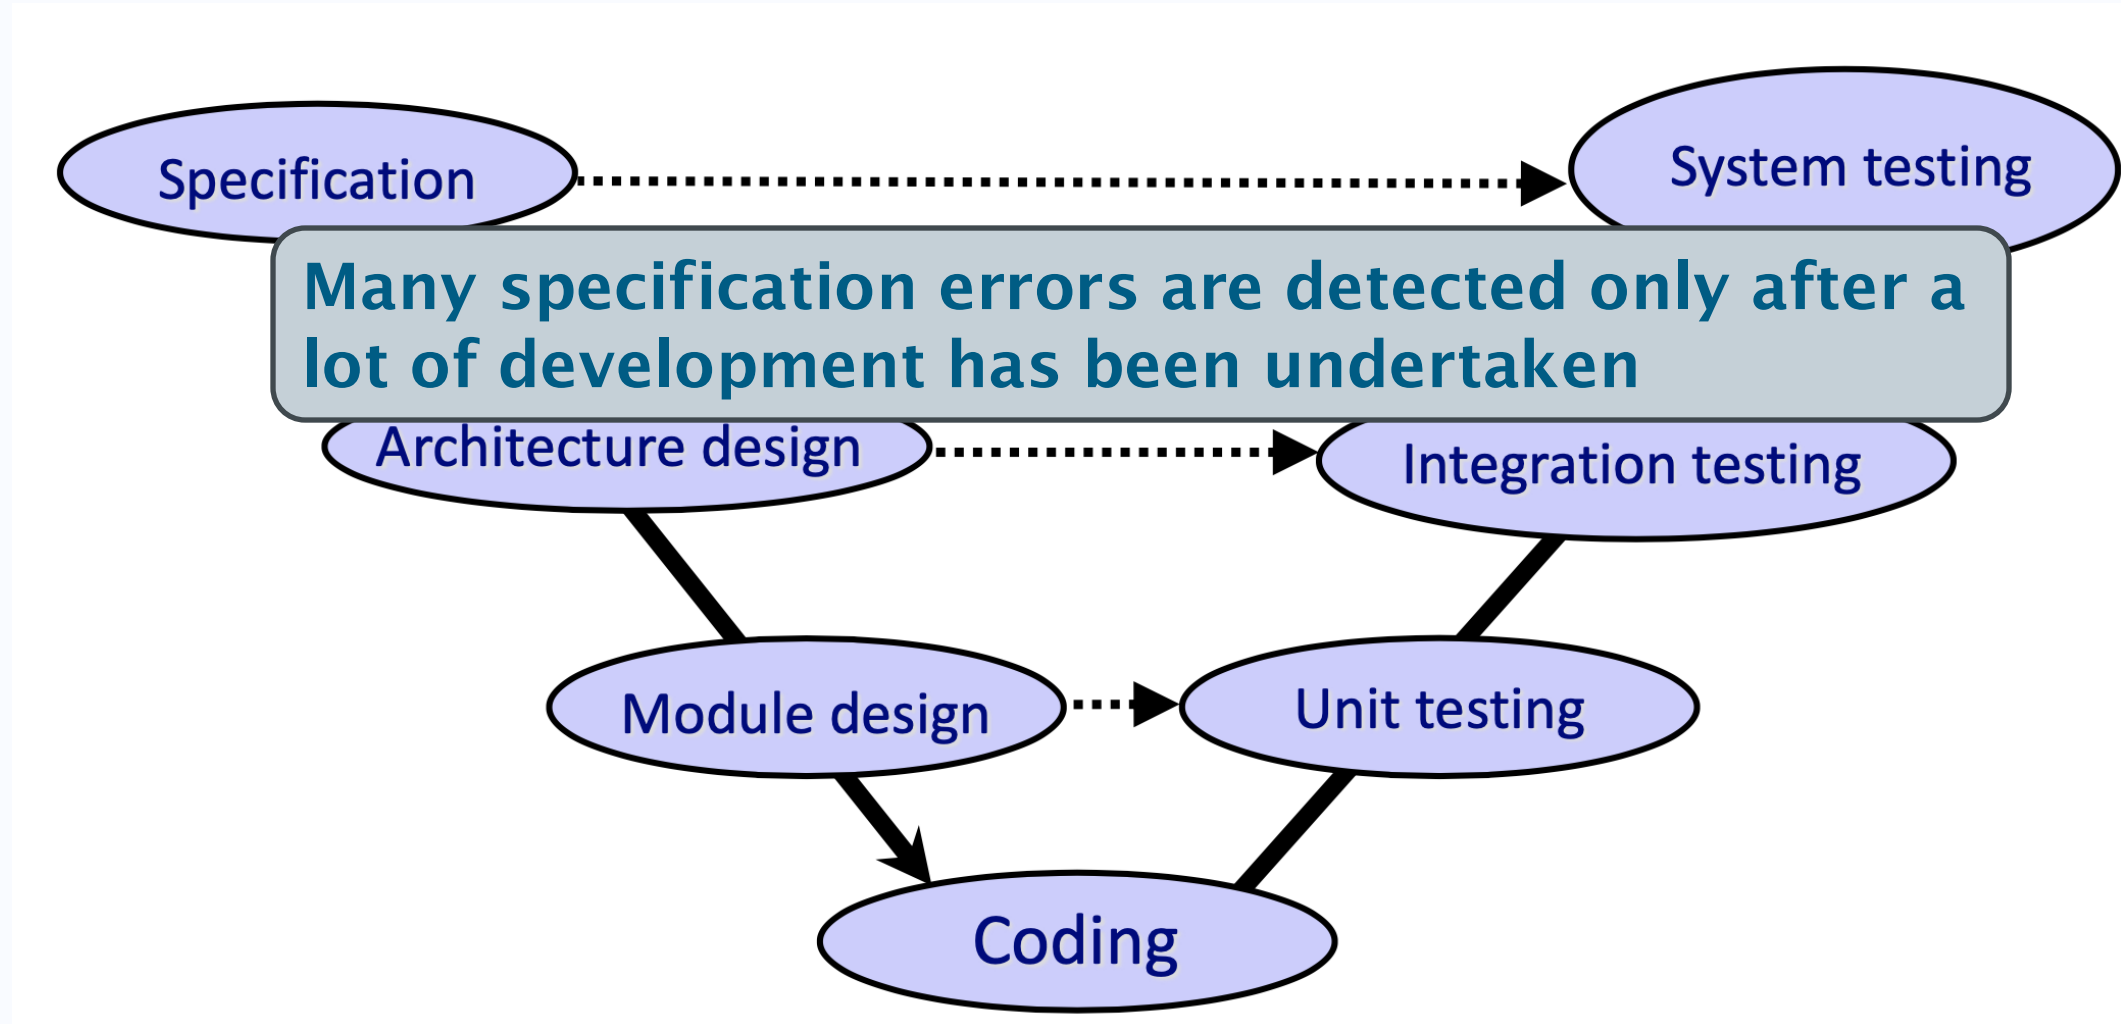 Specification
System testing
Many specification errors are detected only after a
lot of development has been undertaken
Architecture design
Integration testing
Module design
Unit testing
Coding